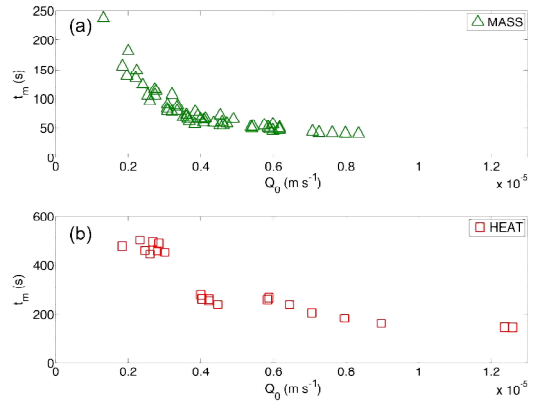 250
(a)
MASS
200
150
100
50
0
t_m (s)
0 0.2 0.4 0.6 0.8 1 1.2
x 10^-5
Q_0 (m s^-1)
600
(b)
HEAT
400
200
0
t_m (s)
0 0.2 0.4 0.6 0.8 1 1.2
x 10^-5
Q_0 (m s^-1)